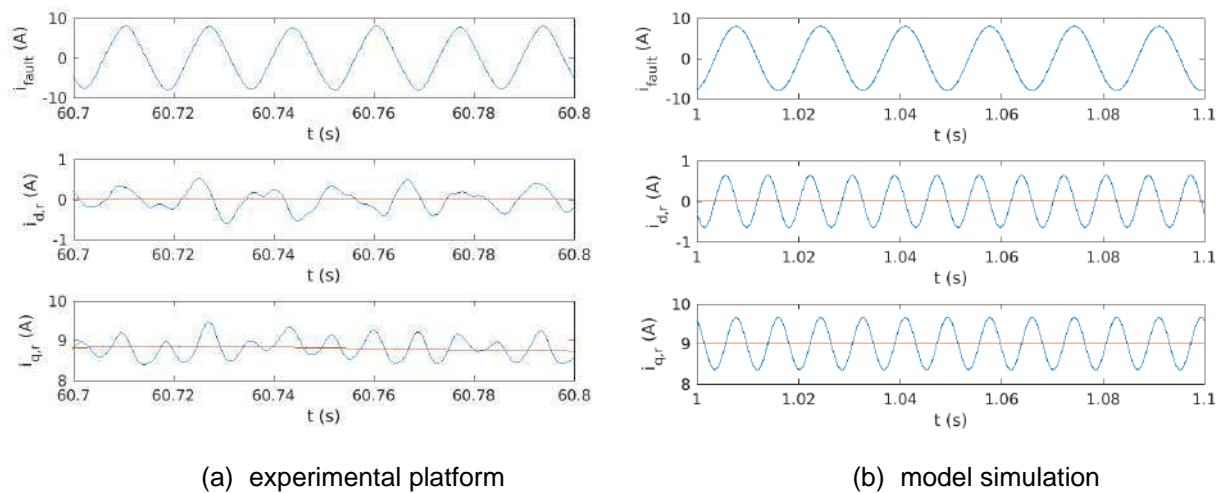 10
0
-10
i_fault (A)
60.7 60.72 60.74 60.76 60.78 60.8
t (s)
1
0
-1
i_d,r (A)
60.7 60.72 60.74 60.76 60.78 60.8
t (s)
10
9
8
i_q,r (A)
60.7 60.72 60.74 60.76 60.78 60.8
t (s)
(a) experimental platform
10
0
-10
i_fault (A)
1 1.02 1.04 1.06 1.08 1.1
t (s)
1
0
-1
i_d,r (A)
1 1.02 1.04 1.06 1.08 1.1
t (s)
10
9
8
i_q,r (A)
1 1.02 1.04 1.06 1.08 1.1
t (s)
(b) model simulation